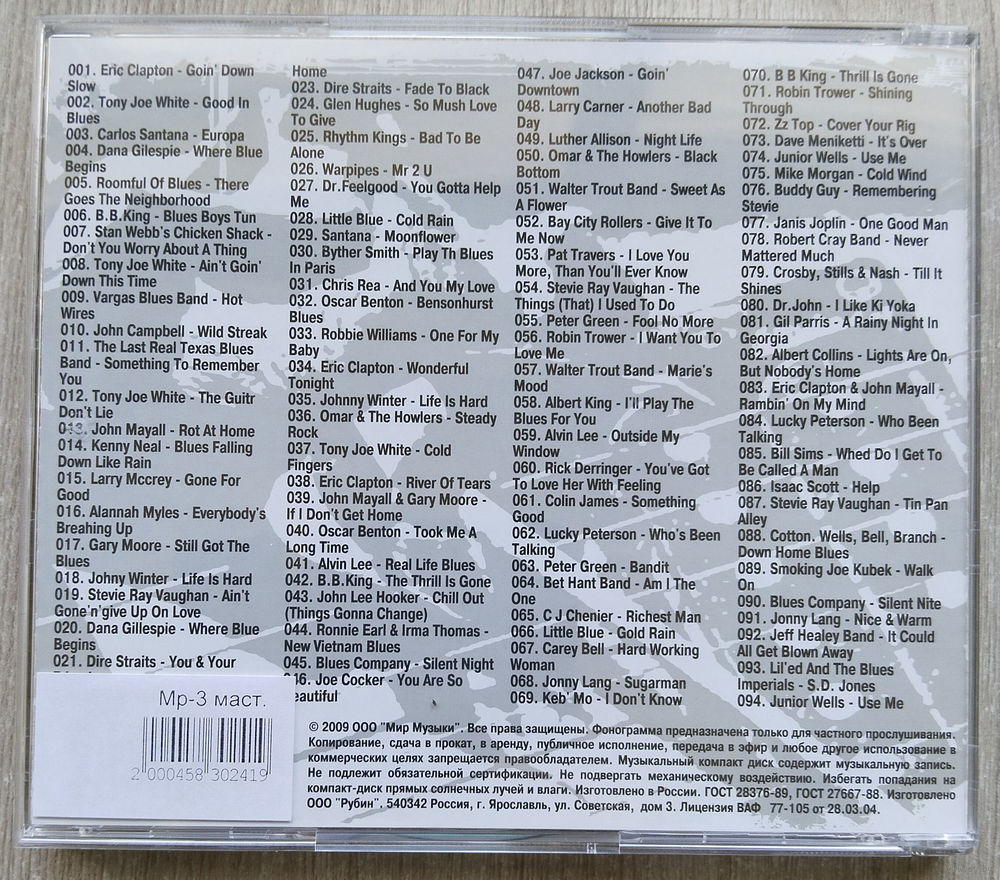 001. Eric Clapton - Goin' Down
Slow
002. Tony Joe White - Good In
Blues
003. Carlos Santana - Europa
004. Dana Gilespie - Where Blue
Begins
005. Roomful Of Blues - There
Goes The Neighborhood
006. B.B.King - Blues Boys Tun
007. Stan Webb's Chicken Shack -
Don't You Worry About A Thing
008. Tony Joe White - Ain't Goin'
Down This Time
009. Vargas Blues Band - Hot
Wires
010. John Campbell - Wild Streak
011. The Last Real Texas Blues
Band - Something To Remember
You
012. Tony Joe White - The Guitr
Don't Lie
013. John Mayall - Rot At Home
014. Kenny Neal - Blues Falling
Down Like Rain
015. Larry Mccrey - Gone For
Good
016. Alannah Myles - Everybody's
Breahing Up
017. Gary Moore - Still Got The
Blues
018. Johny Winter - Life Is Hard
019. Stevie Ray Vaughan - Ain't
Gone'n'give Up On Love
020. Dana Gillespie - Where Blue
Begins
021. Dire Straits - You & Your
Home
023. Dire Straits - Fade To Black
024. Glen Hughes - So Mush Love
To Give
025. Rhythm Kings - Bad To Be
Alone
026. Warpipes - Mr 2 U
027. Dr.Feelgood - You Gotta Help
Me
028. Little Blue - Cold Rain
029. Santana - Moonflower
030. Byther Smith - Play Th Blues
In Paris
031. Chris Rea - And You My Love
032. Oscar Benton - Bensonhurst
Blues
033. Robbie Williams - One For My
Baby
034. Eric Clapton - Wonderful
Tonight
035. Johnny Winter - Life Is Hard
036. Omar & The Howlers - Steady
Rock
037. Tony Joe White - Cold
Fingers
038. Eric Clapton - River Of Tears
039. John Mayall & Gary Moore -
If I Don't Get Home
040. Oscar Benton - Took Me A
Long Time
041. Alvin Lee - Real Life Blues
042. B.B.King - The Thrill Is Gone
043. John Lee Hooker - Chill Out
(Things Gonna Change)
044. Ronnie Earl & Irma Thomas -
New Vietnam Blues
045. Blues Company - Silent Night
46. Joe Cocker - You Are So
eautiful
047. Joe Jackson - Goin'
Downtown
048. Larry Carner - Another Bad
Day
049. Luther Allison - Night Life
050. Omar & The Howlers - Black
Bottom
051. Walter Trout Band - Sweet As
A Flower
052. Bay City Rollers - Give It To
Me Now
053. Pat Travers - I Love You
More, Than You'll Ever Know
054. Stevie Ray Vaughan - The
Things (That) I Used To Do
055. Peter Green - Fool No More
056. Robin Trower - I Want You To
Love Me
057. Walter Trout Band - Marie's
Mood
058. Albert King - I'll Play The
Blues For You
059. Alvin Lee - Outside My
Window
060. Rick Derringer - You've Got
To Love Her With Feeling
061. Colin James - Something
Good
062. Lucky Peterson - Who's Been
Talking
063. Peter Green - Bandit
064. Bet Hant Band - Am I The
One
065. C J Chenier - Richest Man
066. Little Blue - Gold Rain
067. Carey Bell - Hard Working
Woman
068. Jonny Lang - Sugarman
069. Keb' Mo - I Don't Know
070. B B King - Thrill Is Gone
071. Robin Trower - Shining
Through
072. Zz Top - Cover Your Rig
073. Dave Meniketti - It's Over
074. Junior Wells - Use Me
075. Mike Morgan - Cold Wind
076. Buddy Guy - Remembering
Stevie
077. Janis Joplin - One Good Man
078. Robert Cray Band - Never
Mattered Much
079. Crosby, Stills & Nash - Till It
Shines
080. Dr.John - I Like Ki Yoka
081. Gil Parris - A Rainy Night In
Georgia
082. Albert Collins - Lights Are On,
But Nobody's Home
083. Eric Clapton & John Mayall -
Rambin' On My Mind
084. Lucky Peterson - Who Been
Talking
085. Bill Sims - Whed Do I Get To
Be Called A Man
086. Isaac Scott - Help
087. Stevie Ray Vaughan - Tin Pan
Alley
088. Cotton. Wells, Bell, Branch -
Down Home Blues
089. Smoking Joe Kubek - Walk
On
090. Blues Company - Silent Nite
091. Jonny Lang - Nice & Warm
092. Jeff Healey Band - It Could
All Get Blown Away
093. Lil'ed And The Blues
Imperials - S.D. Jones
094. Junior Wells - Use Me
Mp-3 маст.
2 000458 302419
© 2009 ООО "Мир Музыки". Все права защищены. Фонограмма предназначена только для частного прослушивания.
Копирование, сдача в прокат, в аренду, публичное исполнение, передача в эфир и любое другое использование в
коммерческих целях запрещается правообладателем. Музыкальный компакт диск содержит музыкальную запись.
Не подлежит обязательной сертификации. Не подвергать механическому воздействию. Избегать попадания на
компакт-диск прямых солнечных лучей и влаги. Изготовлено в России. ГОСТ 28376-89, ГОСТ 27667-88. Изготовлено
ООО "Рубин". 540342 Россия, г. Ярославль, ул. Советская, дом 3. Лицензия ВАФ 77-105 от 28.03.04.